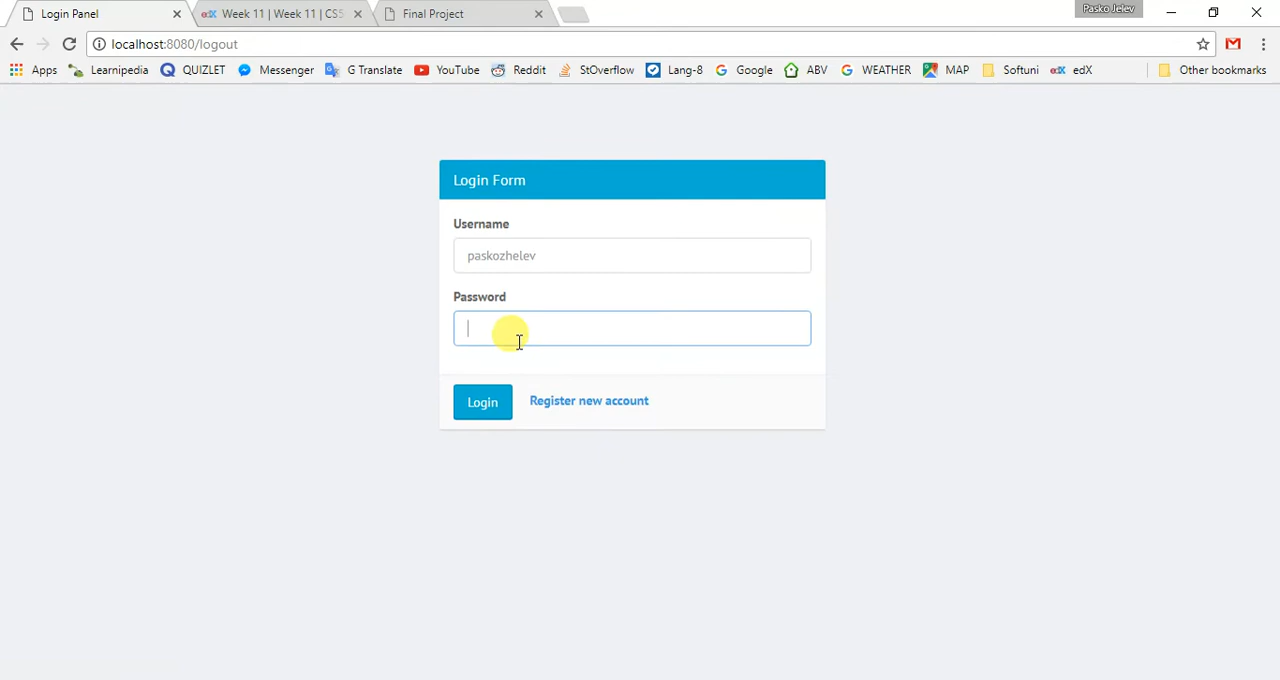 Login Panel
edX Week 11 | Week 11 | CS5
Final Project
Pasko Jelev
localhost:8080/logout
Apps Learnipedia QUIZLET Messenger G Translate YouTube Reddit StOverflow Lang-8 Google ABV WEATHER MAP Softuni edX edX Other bookmarks
Login Form
Username
paskozhelev
Password
Login Register new account